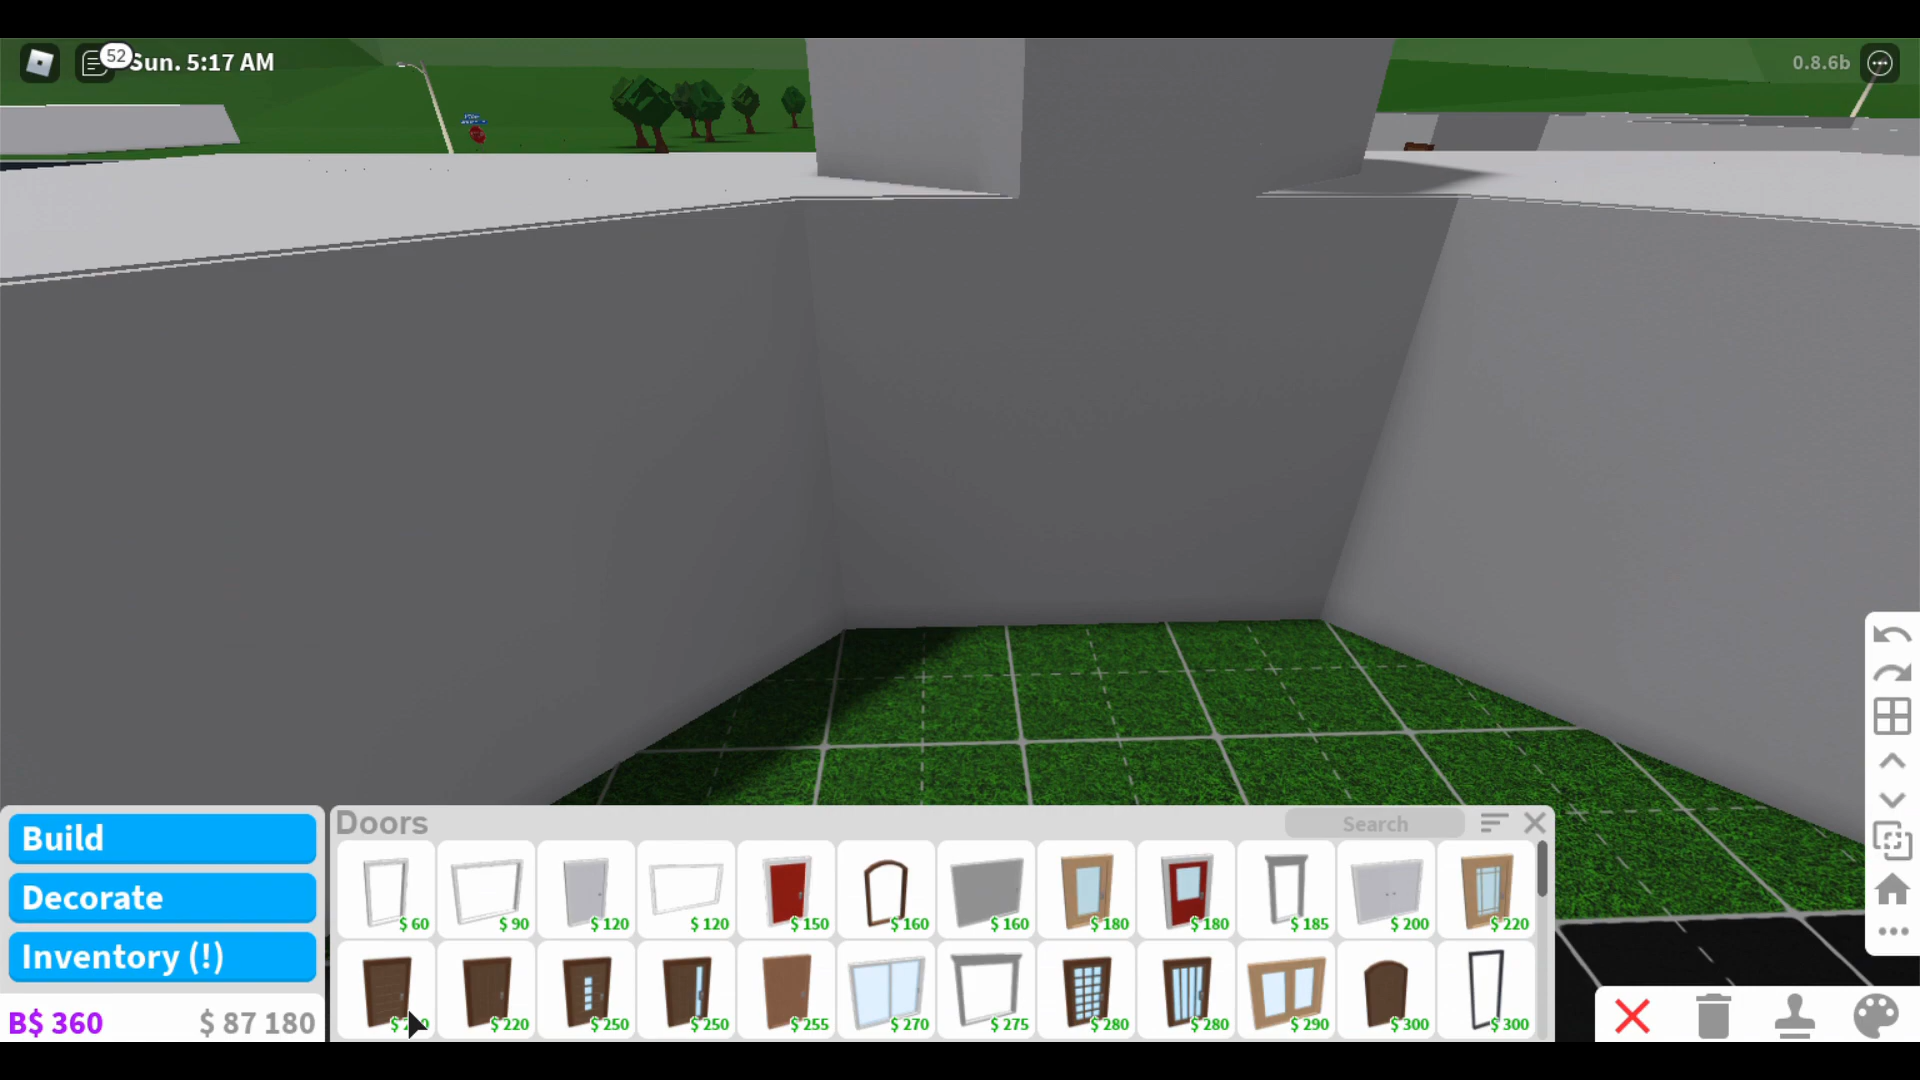 52
Sun. 5:17 AM
0.8.6b
Build
Decorate
Inventory (!)
B$ 360
$ 87 180
Doors
Search
$ 60
$ 90
$ 120
$ 120
$ 150
$ 160
$ 160
$ 180
$ 180
$ 185
$ 200
$ 220
$ 220
$ 250
$ 250
$ 255
$ 270
$ 275
$ 280
$ 280
$ 290
$ 300
$ 300